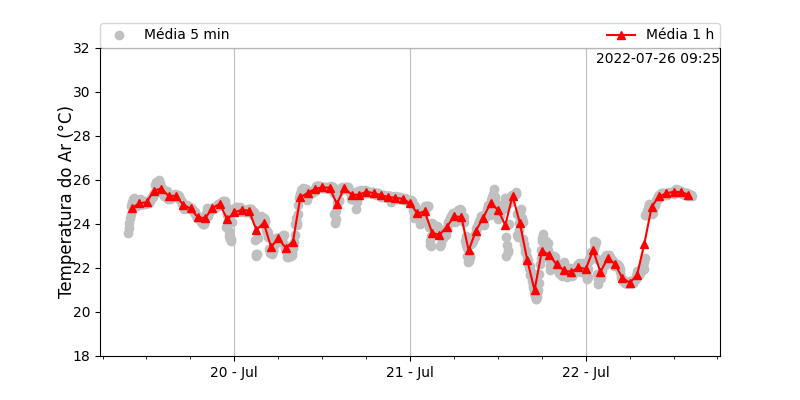 Média 5 min
Média 1 h
2022-07-26 09:25
Temperatura do Ar (°C)
32
30
28
26
24
22
20
18
20 - Jul
21 - Jul
22 - Jul